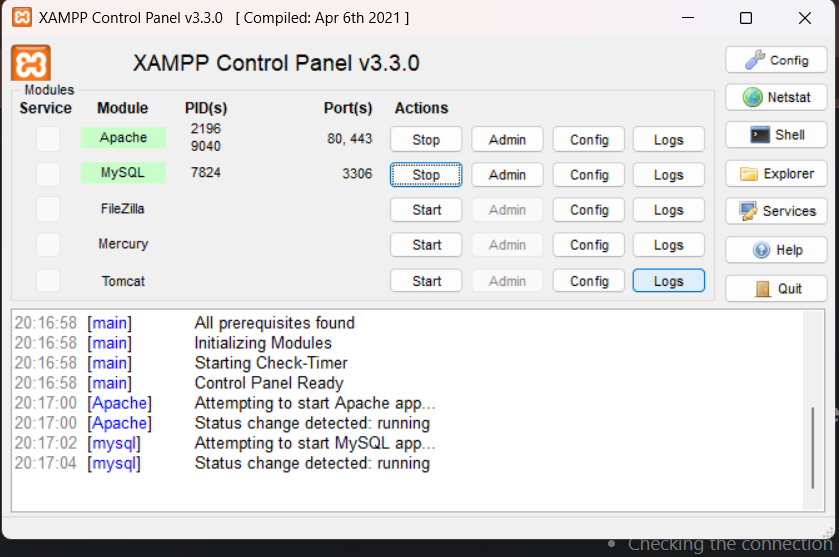 XAMPP Control Panel v3.3.0 [ Compiled: Apr 6th 2021 ]
XAMPP Control Panel v3.3.0
Config
Modules
Service Module PID(s) Port(s) Actions
Netstat
Apache 2196 9040 80, 443 Stop Admin Config Logs
Shell
MySQL 7824 3306 Stop Admin Config Logs
Explorer
FileZilla Start Admin Config Logs
Services
Mercury Start Admin Config Logs
Help
Tomcat Start Admin Config Logs
Quit
20:16:58 [main] All prerequisites found
20:16:58 [main] Initializing Modules
20:16:58 [main] Starting Check-Timer
20:16:58 [main] Control Panel Ready
20:17:00 [Apache] Attempting to start Apache app...
20:17:00 [Apache] Status change detected: running
20:17:02 [mysql] Attempting to start MySQL app...
20:17:04 [mysql] Status change detected: running
• Checking the connection